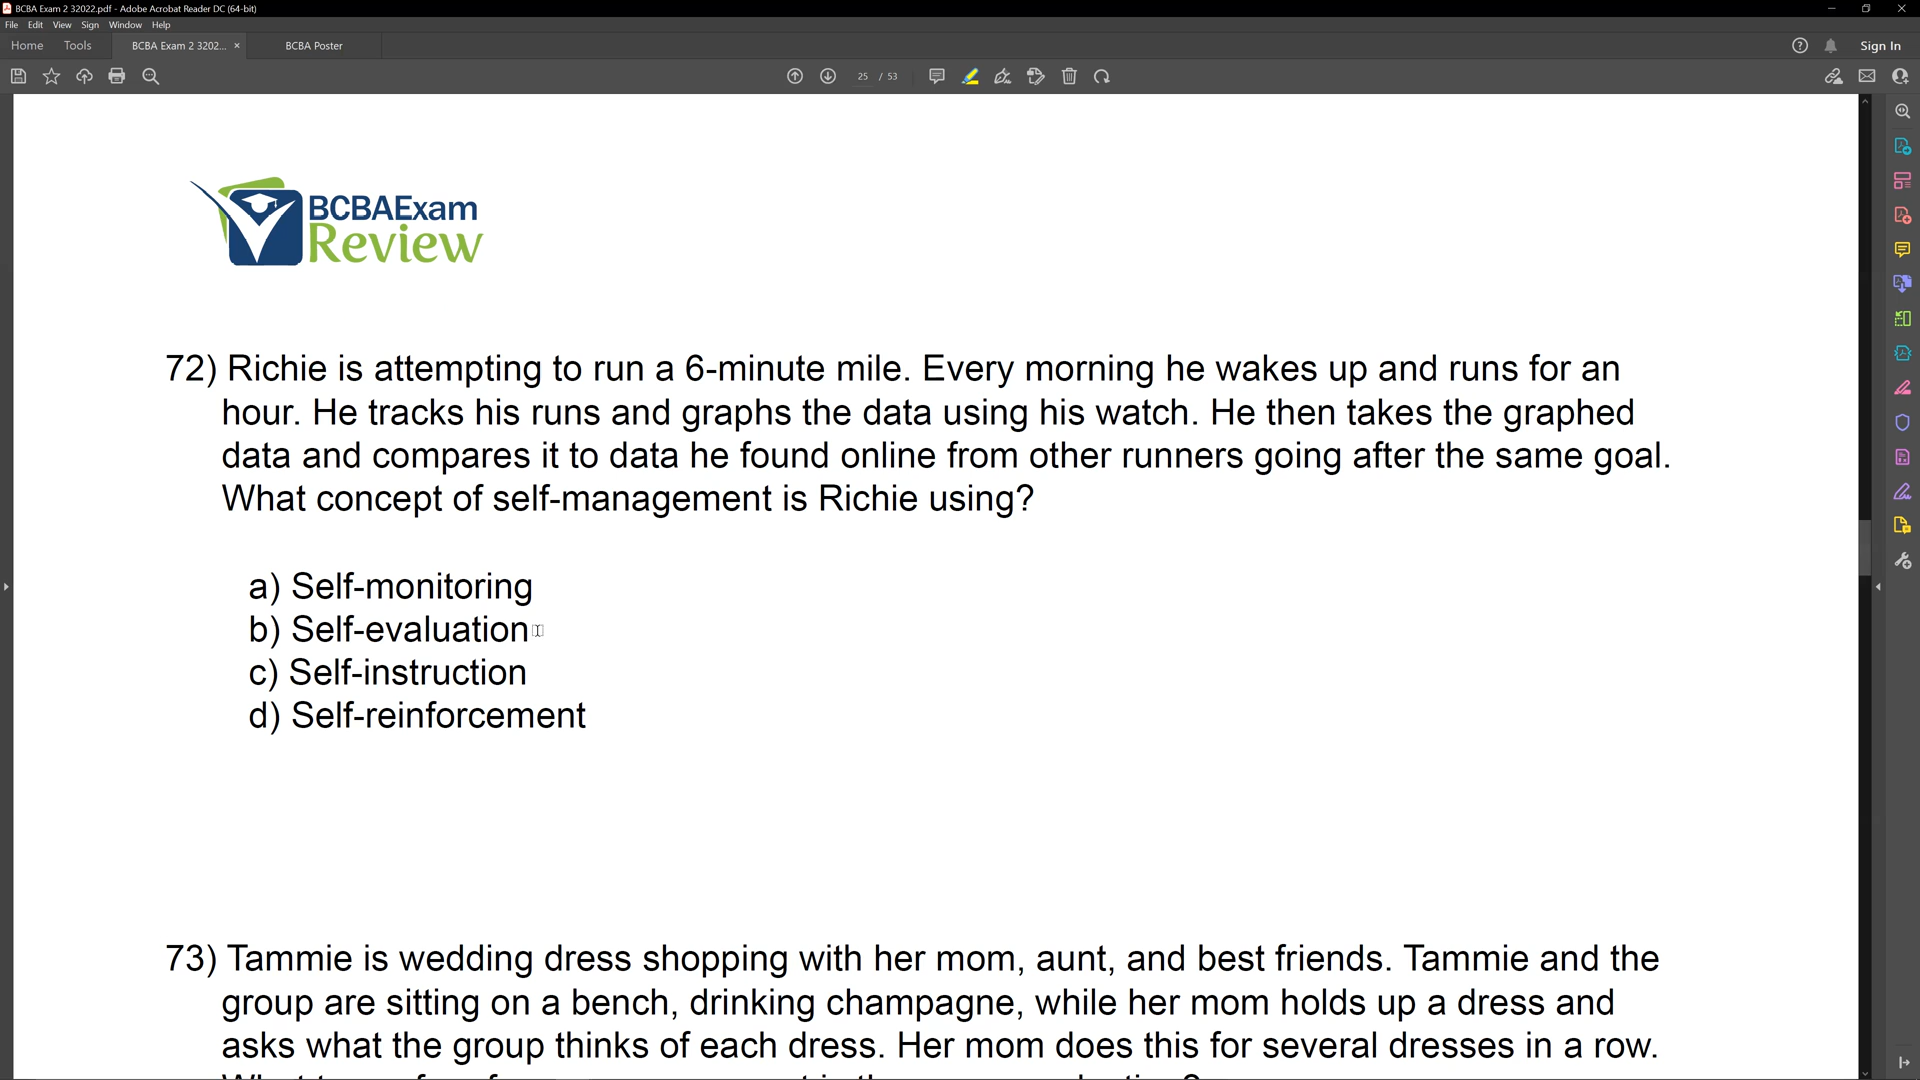 BCBA Exam 2 32022.pdf - Adobe Acrobat Reader DC (64-bit)
File Edit View Sign Window Help
Home Tools BCBA Exam 2 3202... × BCBA Poster Sign In
25 / 53
BCBAExam
Review
72) Richie is attempting to run a 6-minute mile. Every morning he wakes up and runs for an
hour. He tracks his runs and graphs the data using his watch. He then takes the graphed
data and compares it to data he found online from other runners going after the same goal.
What concept of self-management is Richie using?
a) Self-monitoring
b) Self-evaluation
c) Self-instruction
d) Self-reinforcement
73) Tammie is wedding dress shopping with her mom, aunt, and best friends. Tammie and the
group are sitting on a bench, drinking champagne, while her mom holds up a dress and
asks what the group thinks of each dress. Her mom does this for several dresses in a row.